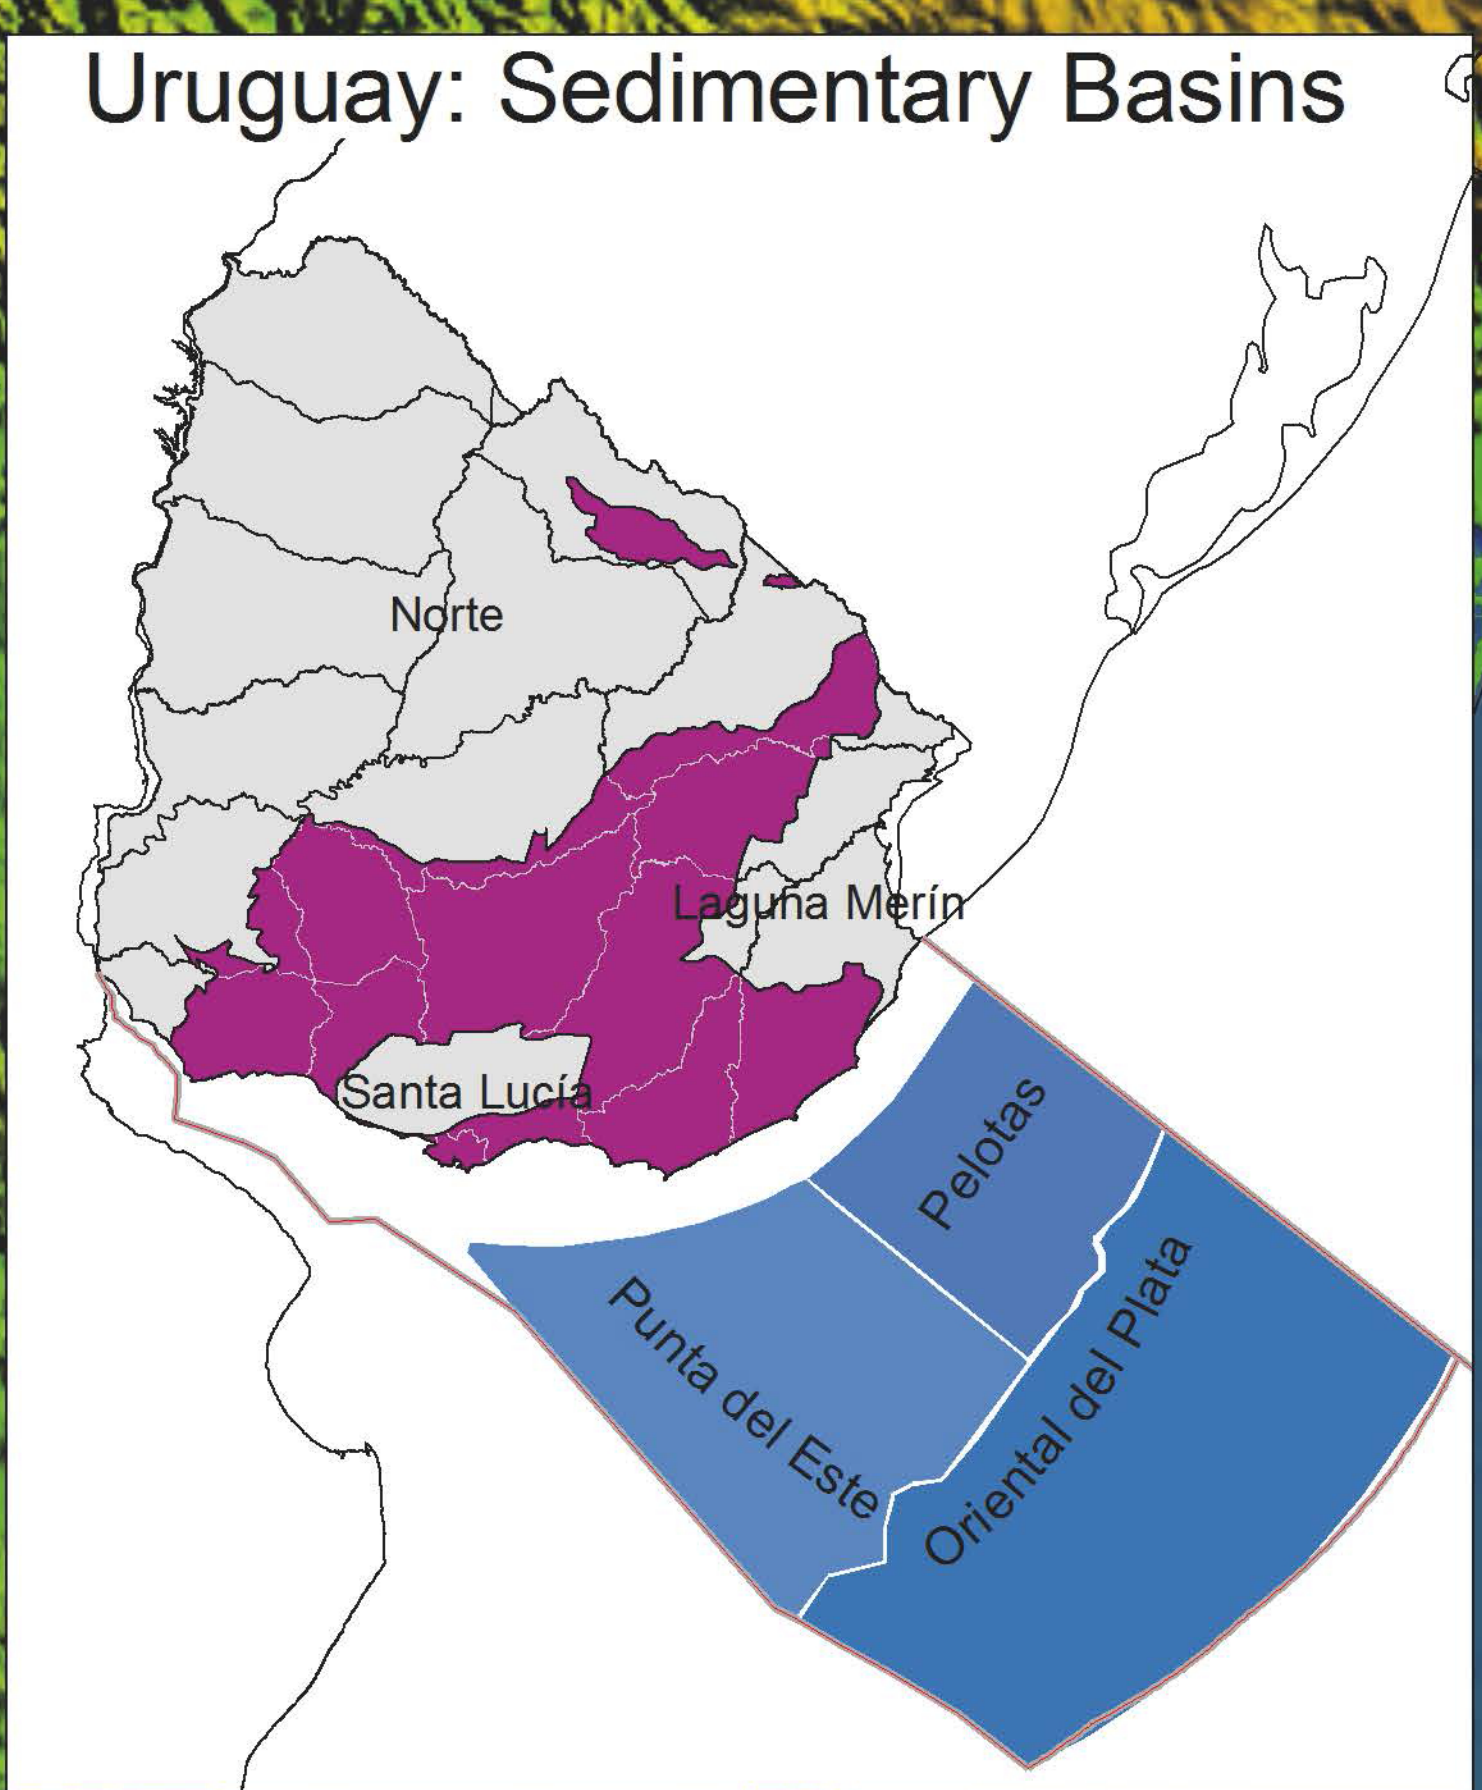 Uruguay: Sedimentary Basins
Norte
Laguna Merín
Santa Lucía
Pelotas
Punta del Este
Oriental del Plata